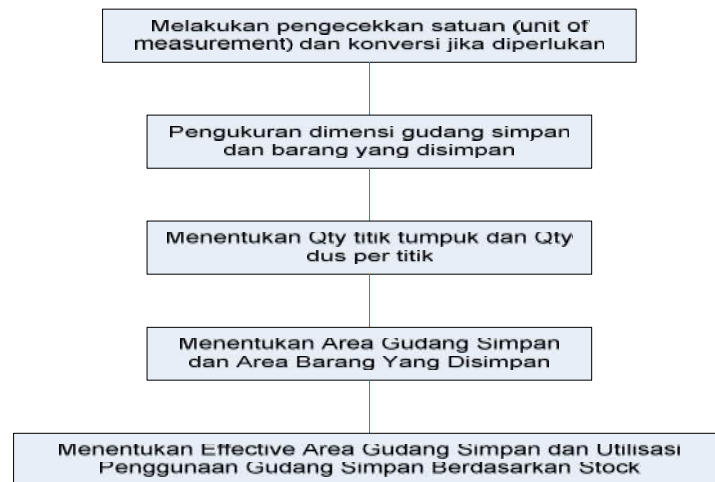 Melakukan pengecekkan satuan (unit of
measurement) dan konversi jika diperlukan
Pengukuran dimensi gudang simpan
dan barang yang disimpan
Menentukan Qty titik tumpuk dan Qty
dus per titik
Menentukan Area Gudang Simpan
dan Area Barang Yang Disimpan
Menentukan Effective Area Gudang Simpan dan Utilisasi
Penggunaan Gudang Simpan Berdasarkan Stock